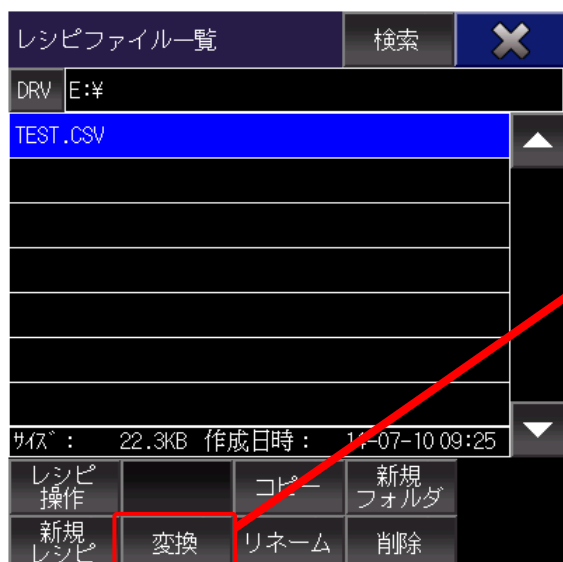 レシピファイル一覧 検索
DRV E:¥
TEST.CSV
ｻｲｽﾞ: 22.3KB 作成日時: 14-07-10 09:25
レシピ操作 コピー 新規フォルダ
新規レシピ 変換 リネーム 削除